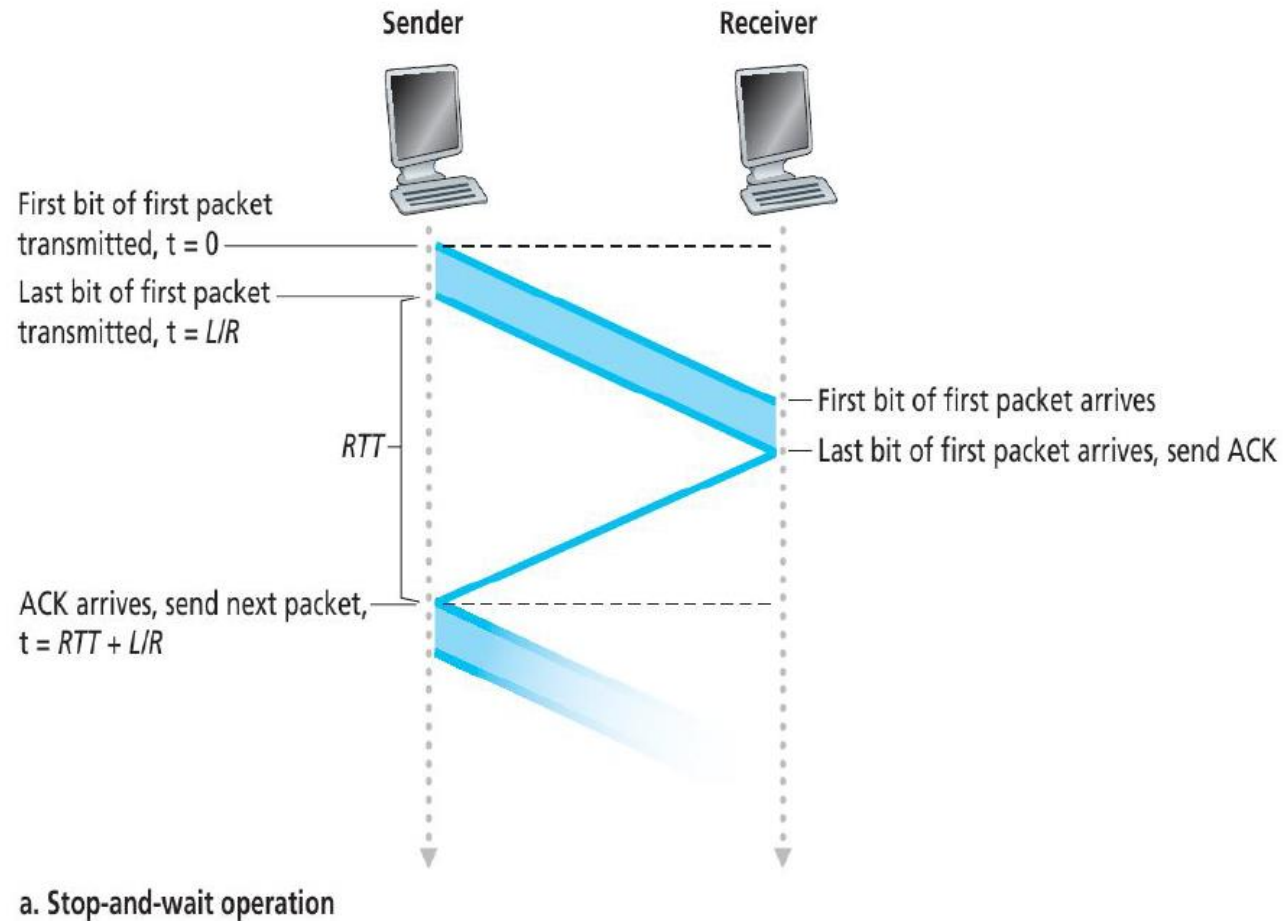 Sender
Receiver
First bit of first packet
transmitted, t = 0
Last bit of first packet
transmitted, t = L/R
First bit of first packet arrives
Last bit of first packet arrives, send ACK
RTT
ACK arrives, send next packet,
t = RTT + L/R
a. Stop-and-wait operation